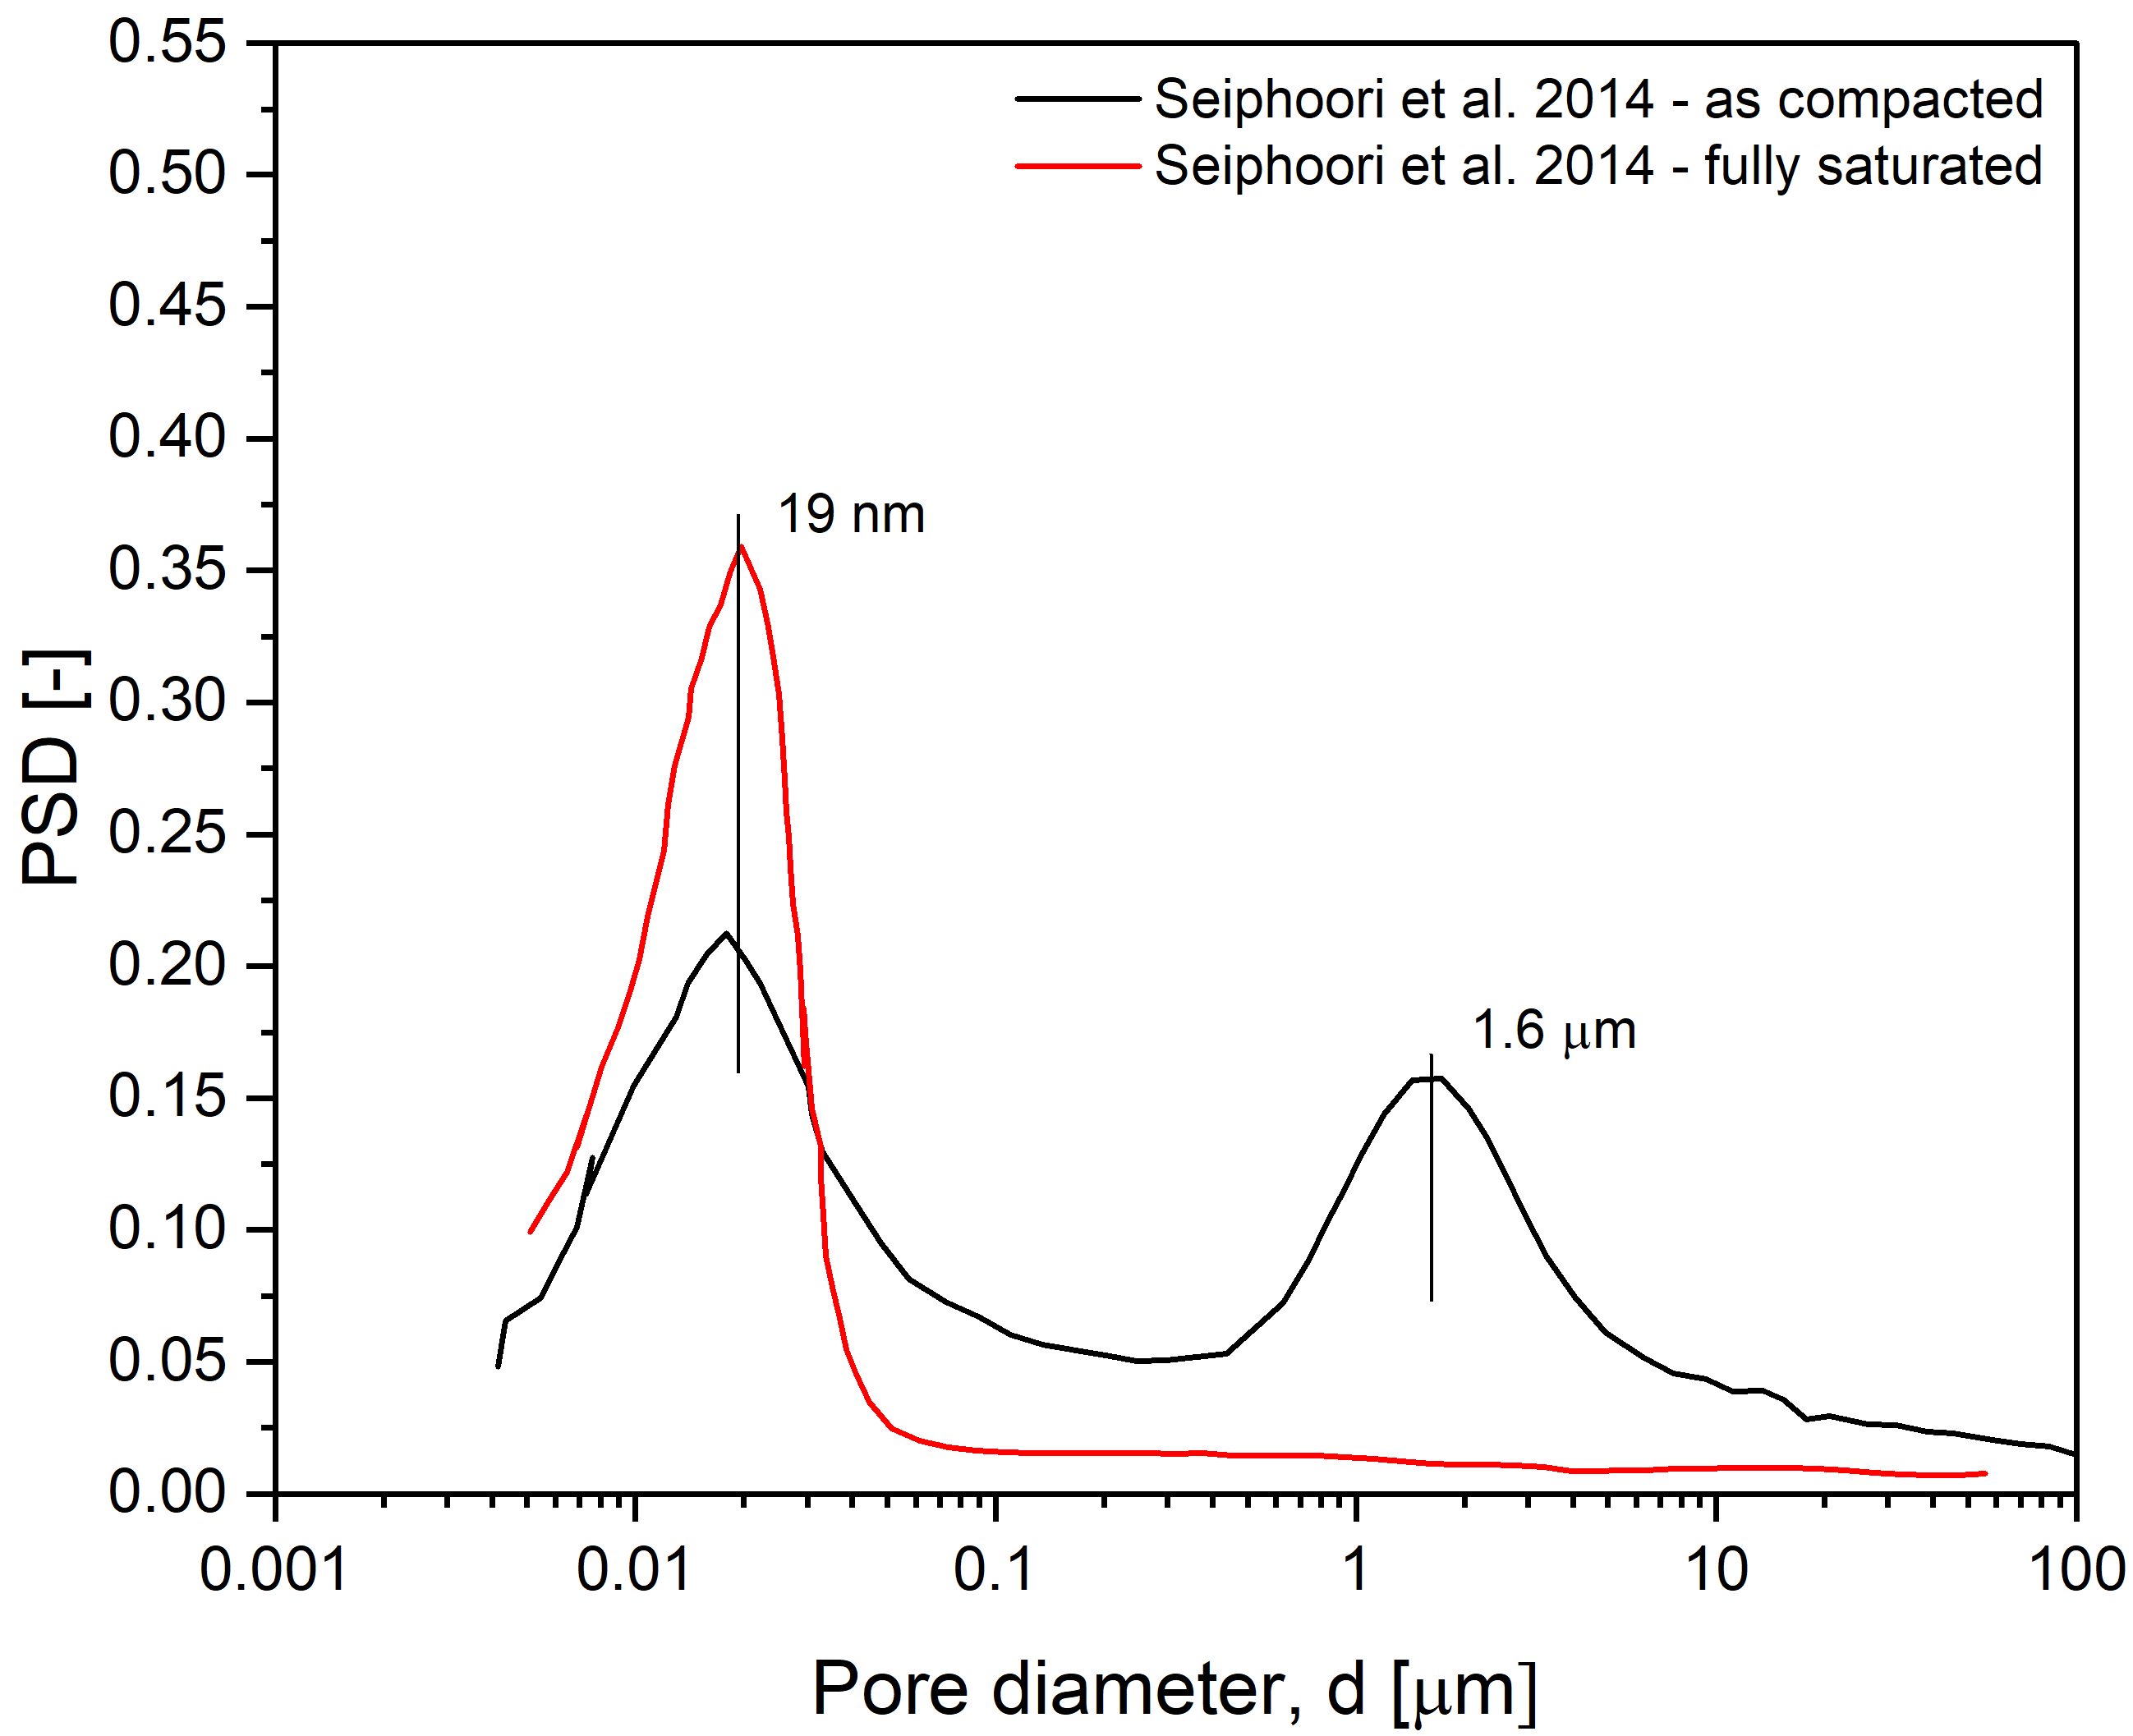 0.55
0.50
0.45
0.40
0.35
0.30
0.25
0.20
0.15
0.10
0.05
0.00
PSD [-]
Seiphoori et al. 2014 - as compacted
Seiphoori et al. 2014 - fully saturated
19 nm
1.6 μm
0.001 0.01 0.1 1 10 100
Pore diameter, d [μm]